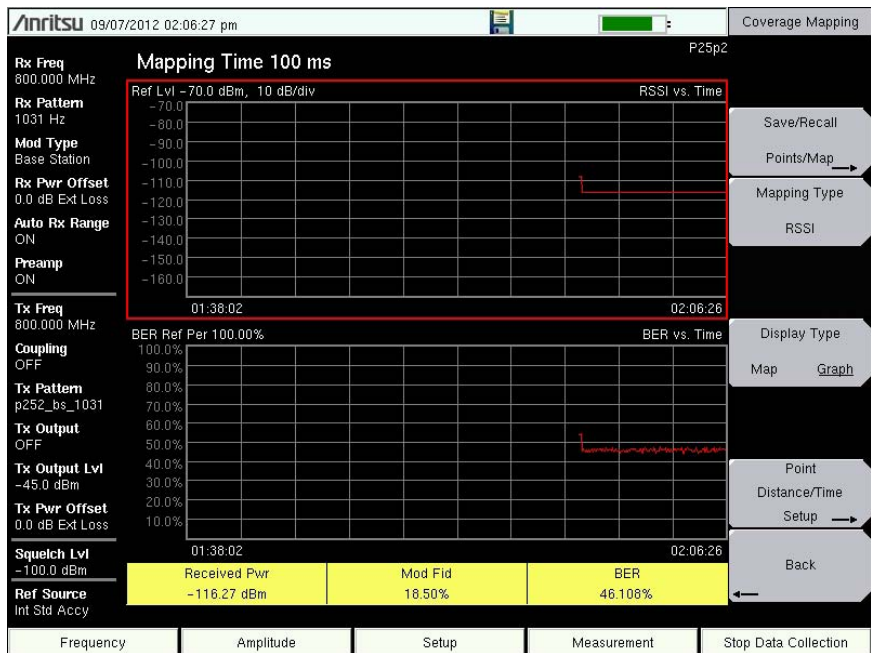 Anritsu 09/07/2012 02:06:27 pm
Coverage Mapping
P25p2
Mapping Time 100 ms
Rx Freq
800.000 MHz
Rx Pattern
1031 Hz
Mod Type
Base Station
Rx Pwr Offset
0.0 dB Ext Loss
Auto Rx Range
ON
Preamp
ON
Tx Freq
800.000 MHz
Coupling
OFF
Tx Pattern
p252_bs_1031
Tx Output
OFF
Tx Output Lvl
-45.0 dBm
Tx Pwr Offset
0.0 dB Ext Loss
Squelch Lvl
-100.0 dBm
Ref Source
Int Std Accy
Ref Lvl -70.0 dBm, 10 dB/div RSSI vs. Time
-70.0
-80.0
-90.0
-100.0
-110.0
-120.0
-130.0
-140.0
-150.0
-160.0
01:38:02 02:06:26
BER Ref Per 100.00% BER vs. Time
100.0%
90.0%
80.0%
70.0%
60.0%
50.0%
40.0%
30.0%
20.0%
10.0%
01:38:02 02:06:26
Received Pwr Mod Fid BER
-116.27 dBm 18.50% 46.108%
Save/Recall
Points/Map
Mapping Type
RSSI
Display Type
Map Graph
Point
Distance/Time
Setup
Back
Frequency Amplitude Setup Measurement Stop Data Collection